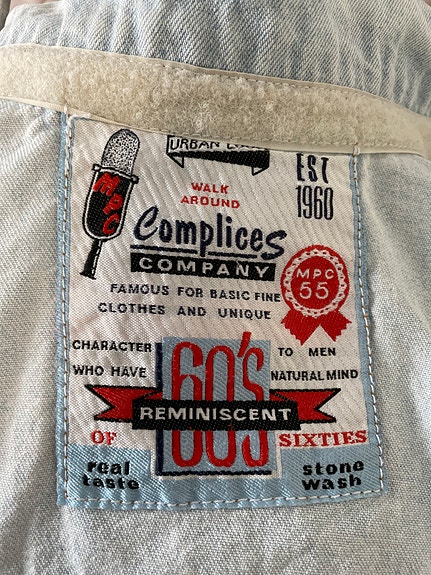 URBAN
EST
1960
MPC
WALK
AROUND
Complices
COMPANY
MPC
55
FAMOUS FOR BASIC FINE
CLOTHES AND UNIQUE
CHARACTER TO MEN
WHO HAVE NATURAL MIND
60'S
REMINISCENT
OF SIXTIES
real stone
taste wash